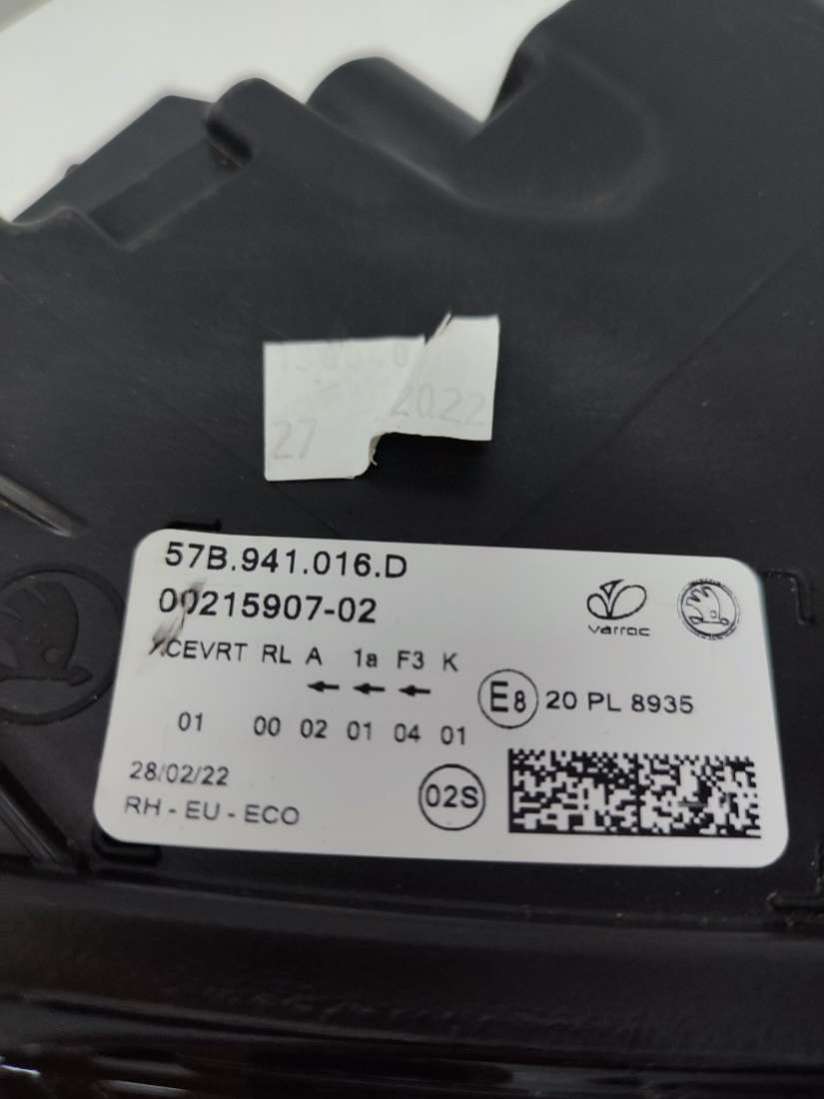 2022
27
57B.941.016.D
00215907-02
varroc
XCEVRT RL A 1a F3 K
E8 20 PL 8935
01 00 02 01 04 01
28/02/22
RH - EU - ECO
02S